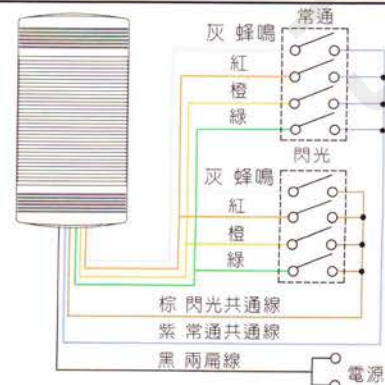 常通
灰 蜂鳴
紅
橙
綠
閃光
灰 蜂鳴
紅
橙
綠
棕 閃光共通線
紫 常通共通線
黑 兩扁線
電源